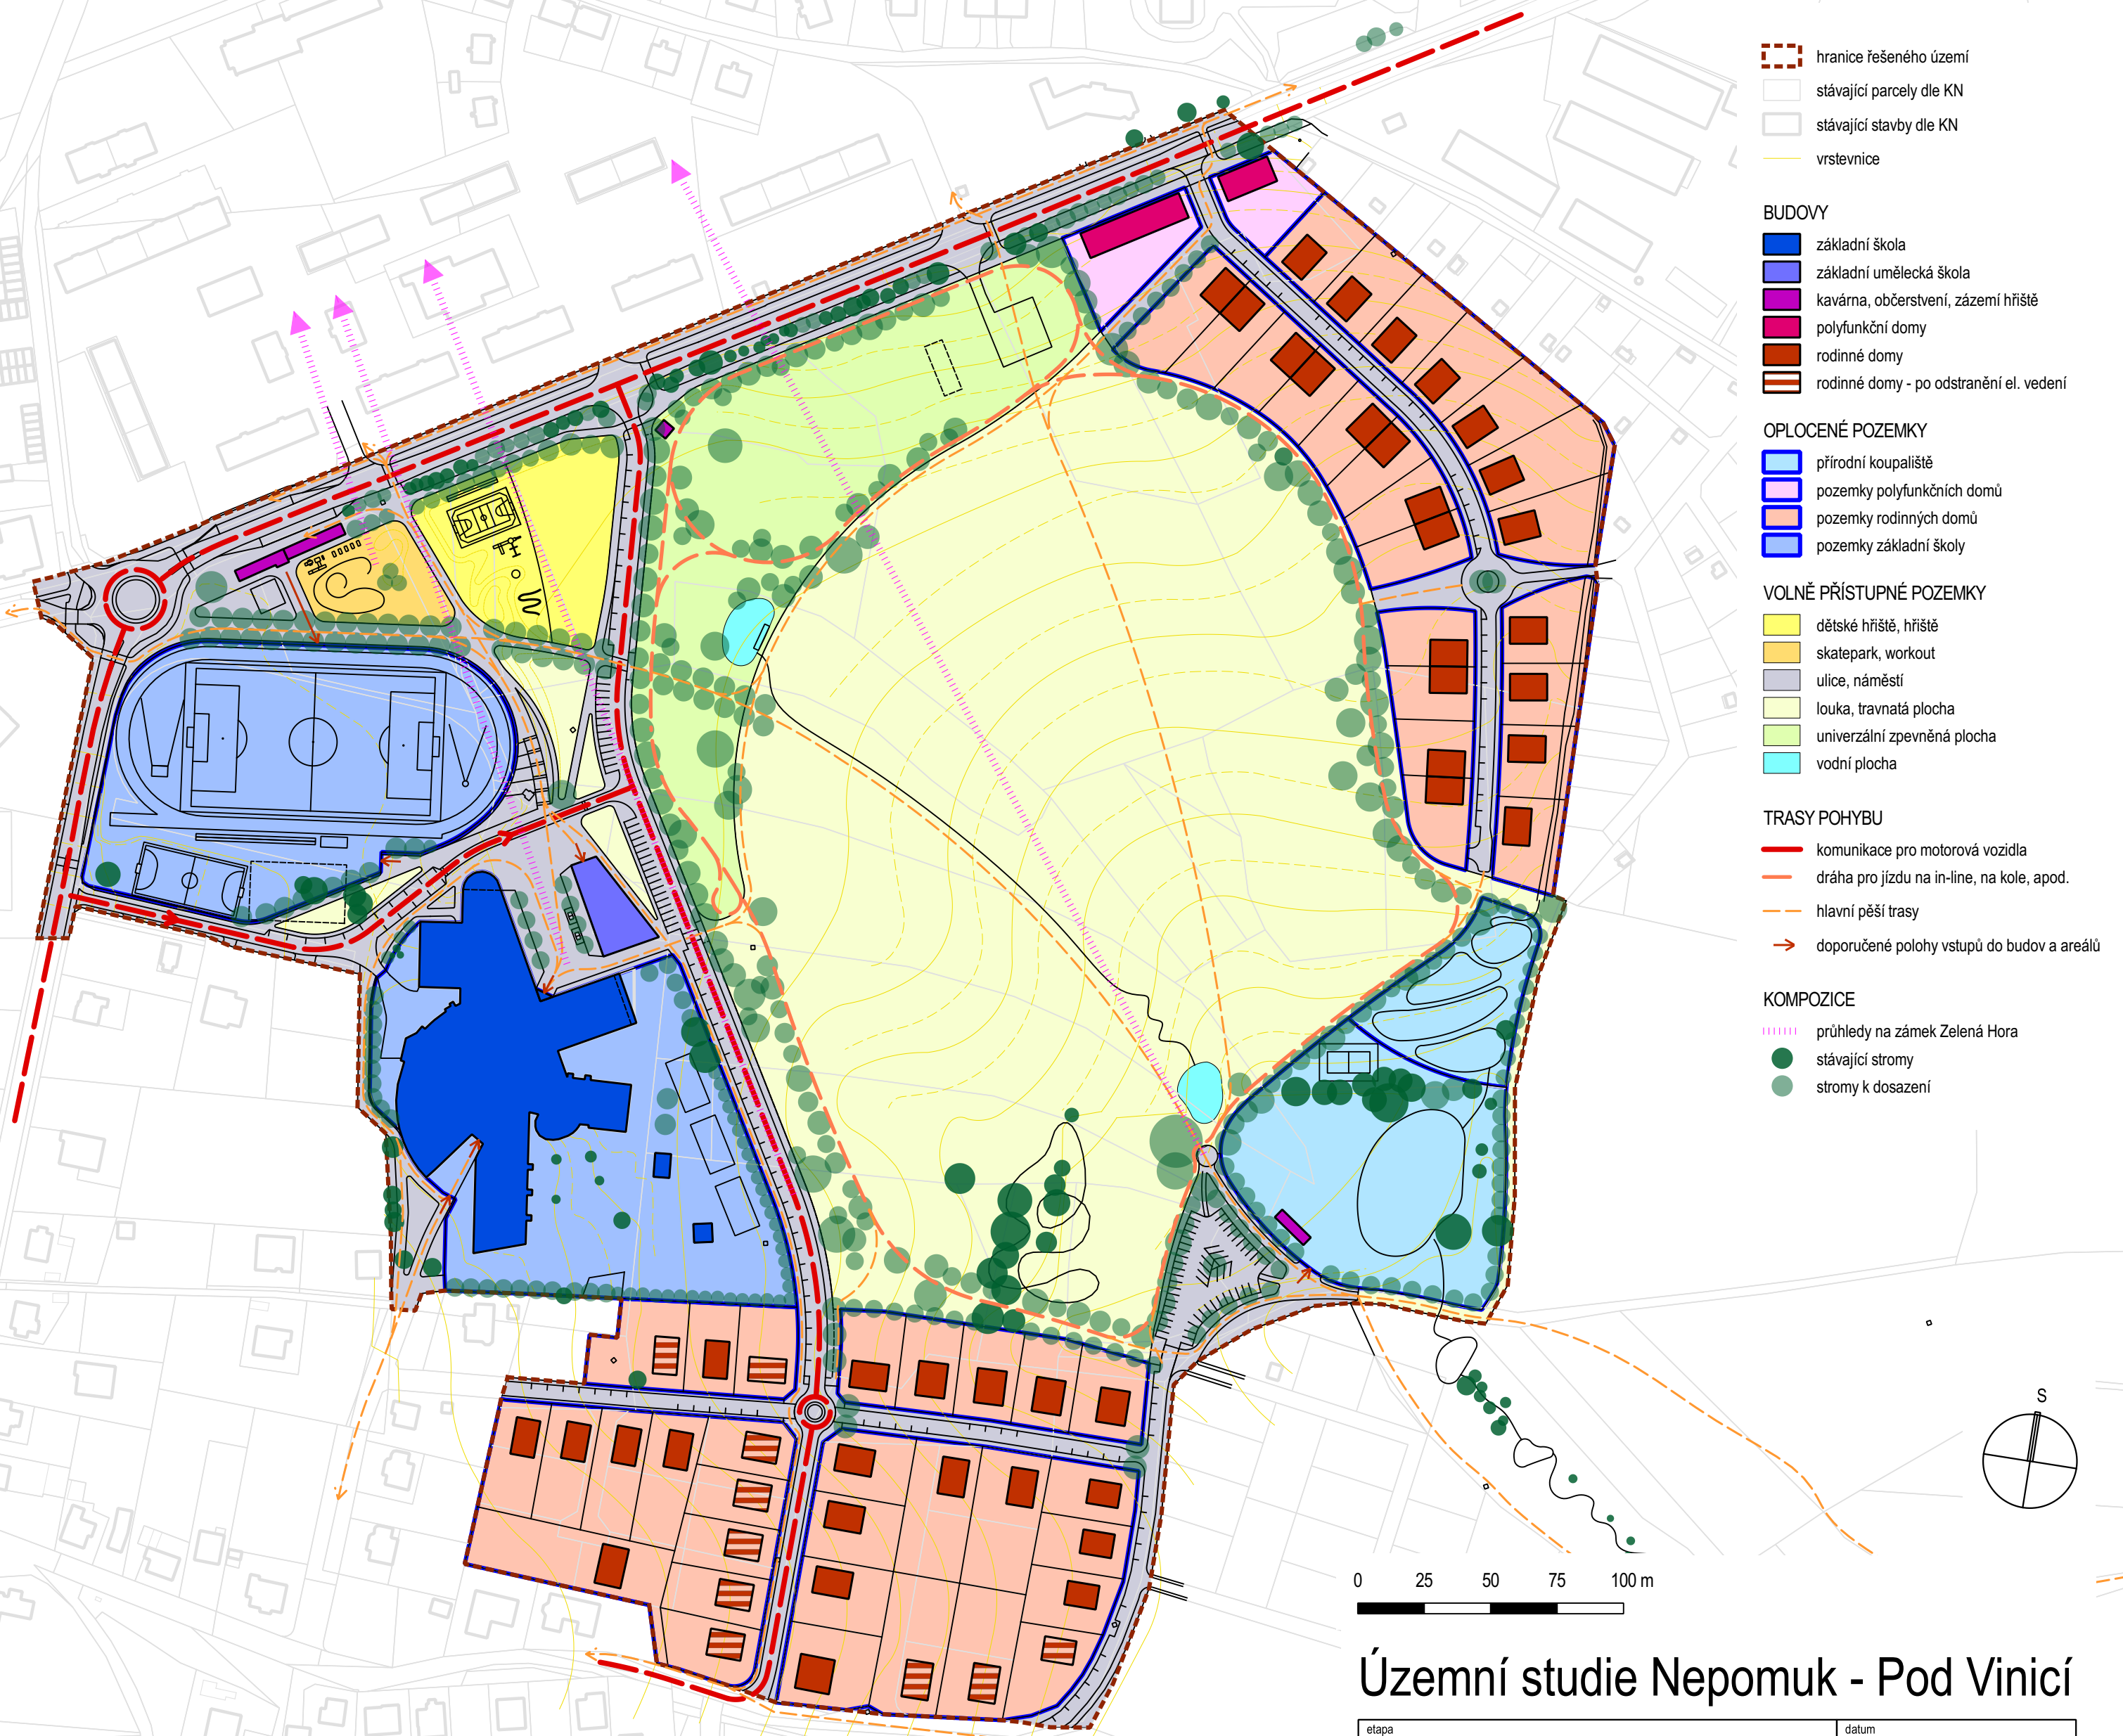 hranice řešeného území
stávající parcely dle KN
stávající stavby dle KN
vrstevnice
BUDOVY
základní škola
základní umělecká škola
kavárna, občerstvení, zázemí hřiště
polyfunkční domy
rodinné domy
rodinné domy - po odstranění el. vedení
OPLOCENÉ POZEMKY
přírodní koupaliště
pozemky polyfunkčních domů
pozemky rodinných domů
pozemky základní školy
VOLNĚ PŘÍSTUPNÉ POZEMKY
dětské hřiště, hřiště
skatepark, workout
ulice, náměstí
louka, travnatá plocha
univerzální zpevněná plocha
vodní plocha
TRASY POHYBU
komunikace pro motorová vozidla
dráha pro jízdu na in-line, na kole, apod.
hlavní pěší trasy
doporučené polohy vstupů do budov a areálů
KOMPOZICE
průhledy na zámek Zelená Hora
stávající stromy
stromy k dosazení
S
0 25 50 75 100 m
Územní studie Nepomuk - Pod Vinicí
etapa datum